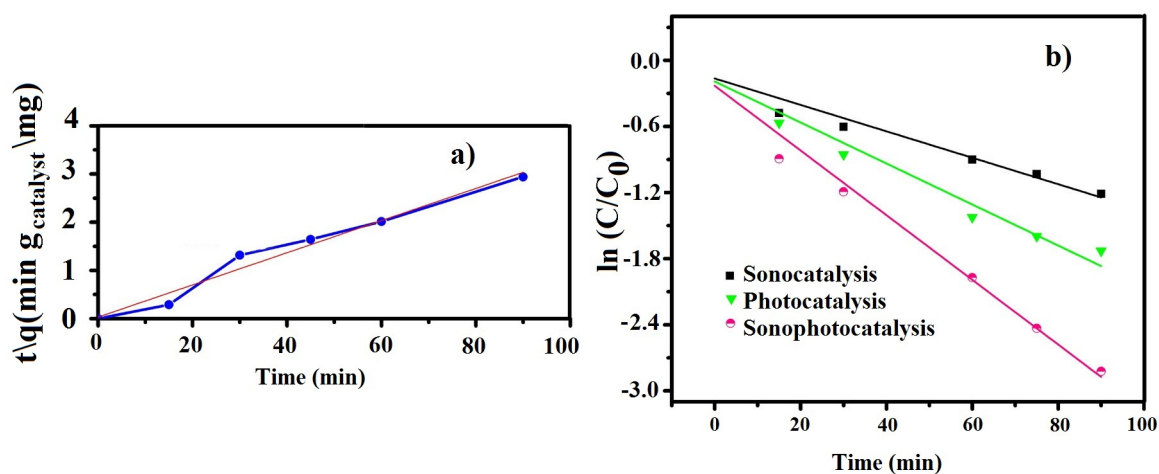 a)
t\q(min g catalyst \mg)
4
3
2
1
0
0 20 40 60 80 100
Time (min)
b)
ln (C/C0)
0.0
-0.6
-1.2
-1.8
-2.4
-3.0
Sonocatalysis
Photocatalysis
Sonophotocatalysis
0 20 40 60 80 100
Time (min)